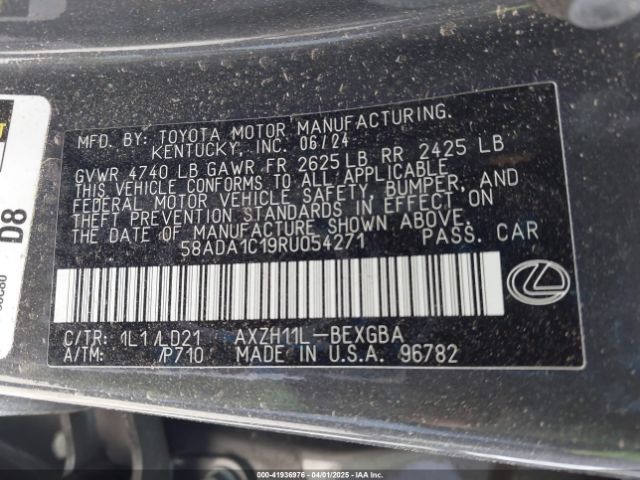 MFD. BY: TOYOTA MOTOR MANUFACTURING.
KENTUCKY, INC. 06/24
GVWR 4740 LB GAWR FR 2625 LB RR 2425 LB
THIS VEHICLE CONFORMS TO ALL APPLICABLE
FEDERAL MOTOR VEHICLE SAFETY, BUMPER, AND
THEFT PREVENTION STANDARDS IN EFFECT ON
THE DATE OF MANUFACTURE SHOWN ABOVE.
58ADA1C19RU054271 PASS. CAR
C/TR: 1L1/LD21 AXZH11L-BEXGBA
A/TM: /P710 MADE IN U.S.A. 96782
D8
000-41936976 - 04/01/2025 - IAAHOLDINGS, LLC